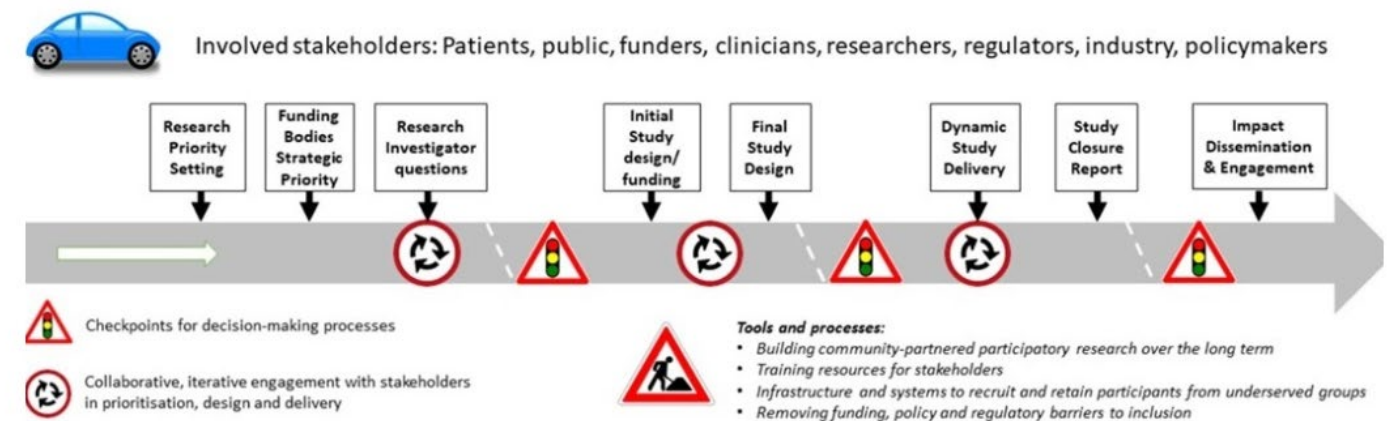 Involved stakeholders: Patients, public, funders, clinicians, researchers, regulators, industry, policymakers
Research
Priority
Setting
Funding
Bodies
Strategic
Priority
Research
Investigator
questions
Initial
Study
design/
funding
Final
Study
Design
Dynamic
Study
Delivery
Study
Closure
Report
Impact
Dissemination
& Engagement
Checkpoints for decision-making processes
Collaborative, iterative engagement with stakeholders
in prioritisation, design and delivery
Tools and processes:
• Building community-partnered participatory research over the long term
• Training resources for stakeholders
• Infrastructure and systems to recruit and retain participants from underserved groups
• Removing funding, policy and regulatory barriers to inclusion